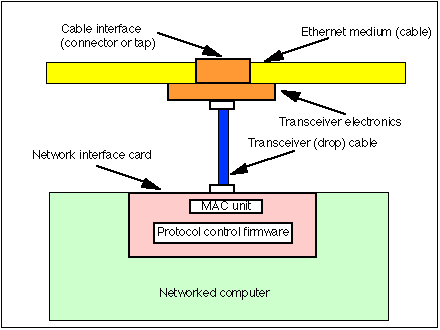 Cable interface
(connector or tap)
Ethernet medium (cable)
Transceiver electronics
Transceiver (drop) cable
Network interface card
MAC unit
Protocol control firmware
Networked computer